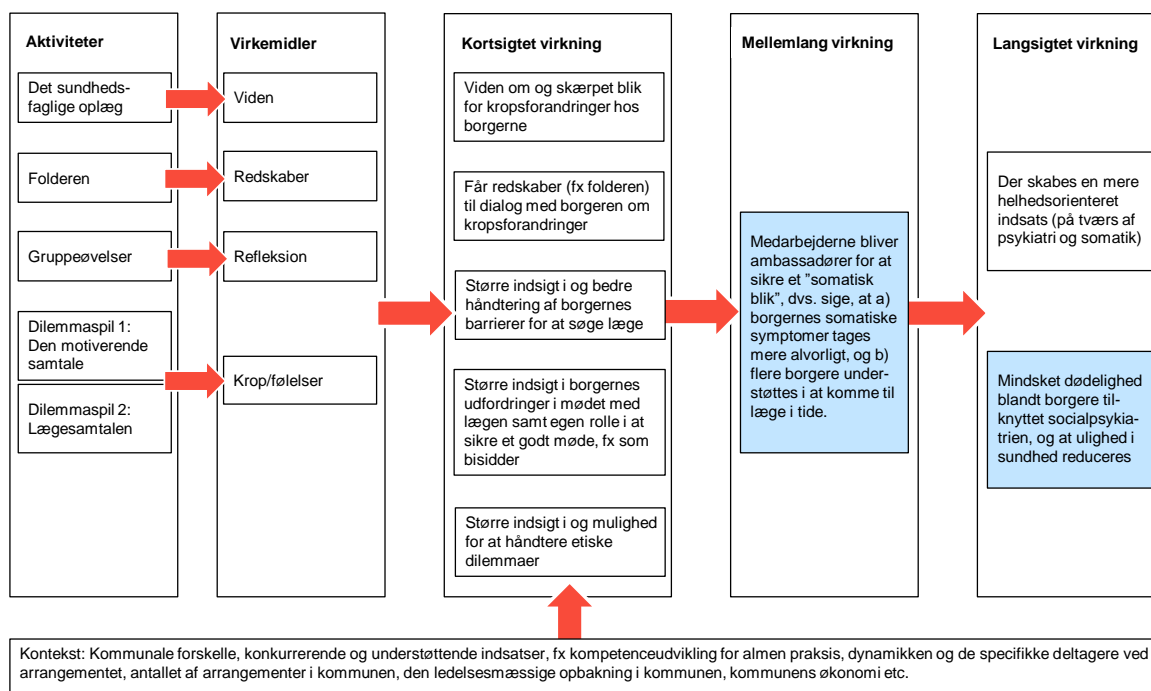 Aktiviteter
Det sundheds-
faglige oplæg
Folderen
Gruppeøvelser
Dilemmaspil 1:
Den motiverende
samtale
Dilemmaspil 2:
Lægesamtalen
Virkemidler
Viden
Redskaber
Refleksion
Krop/følelser
Kortsigtet virkning
Viden om og skærpet blik
for kropsforandringer hos
borgerne
Får redskaber (fx folderen)
til dialog med borgeren om
kropsforandringer
Større indsigt i og bedre
håndtering af borgernes
barrierer for at søge læge
Større indsigt i borgernes
udfordringer i mødet med
lægen samt egen rolle i at
sikre et godt møde, fx som
bisidder
Større indsigt i og mulighed
for at håndtere etiske
dilemmaer
Mellemlang virkning
Medarbejderne bliver
ambassadører for at
sikre et ”somatisk
blik”, dvs. sige, at a)
borgernes somatiske
symptomer tages
mere alvorligt, og b)
flere borgere under-
støttes i at komme til
læge i tide.
Langsigtet virkning
Der skabes en mere
helhedsorienteret
indsats (på tværs af
psykiatri og somatik)
Mindsket dødelighed
blandt borgere til-
knyttet socialpsykia-
trien, og at ulighed i
sundhed reduceres
Kontekst: Kommunale forskelle, konkurrerende og understøttende indsatser, fx kompetenceudvikling for almen praksis, dynamikken og de specifikke deltagere ved
arrangementet, antallet af arrangementer i kommunen, den ledelsesmæssige opbakning i kommunen, kommunens økonomi etc.